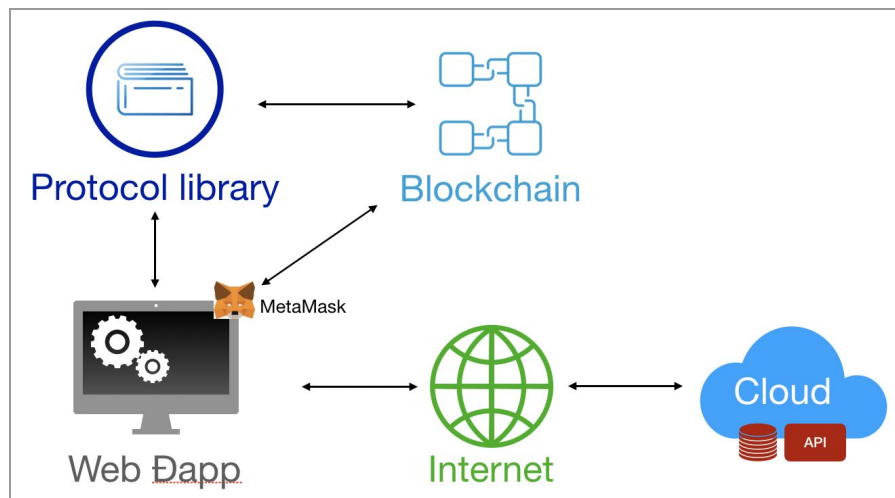 Protocol library
Blockchain
MetaMask
Cloud
API
Web Đapp
Internet